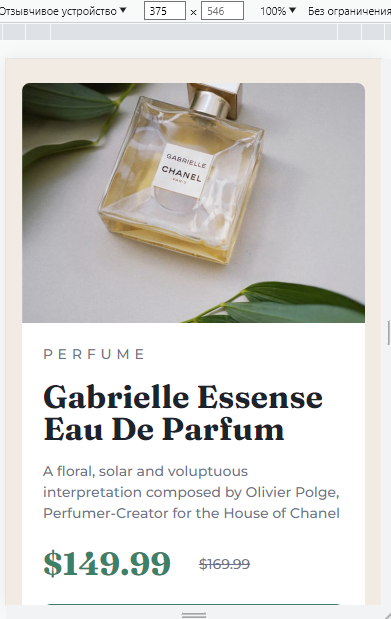 Отзывчивое устройство ▼ 375 x 546 100% ▼ Без ограничения
GABRIELLE
CHANEL
PARIS
PERFUME
Gabrielle Essense
Eau De Parfum
A floral, solar and voluptuous
interpretation composed by Olivier Polge,
Perfumer-Creator for the House of Chanel
$149.99 $169.99